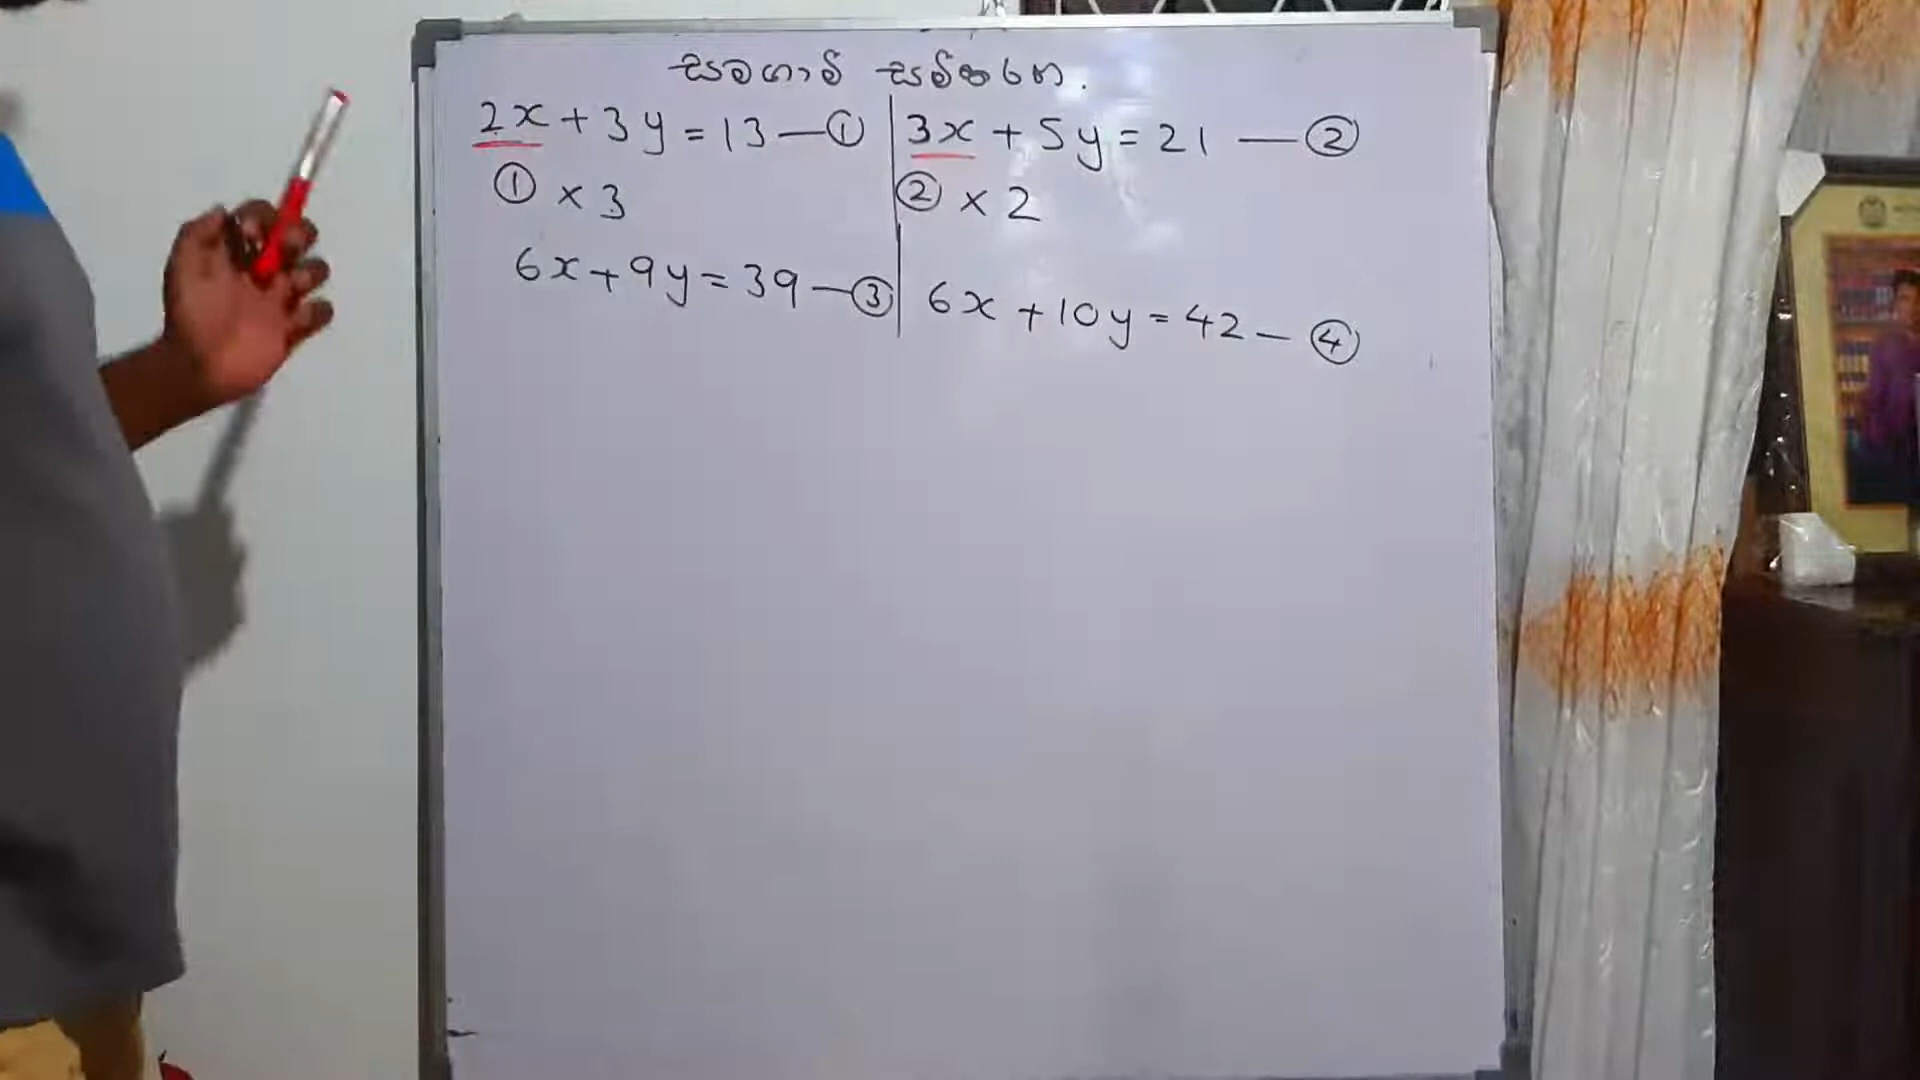 සමගාමී සමීකරණ.
2x + 3y = 13 — ① | 3x + 5y = 21 — ②
① × 3 | ② × 2
6x + 9y = 39 — ③ | 6x + 10y = 42 — ④